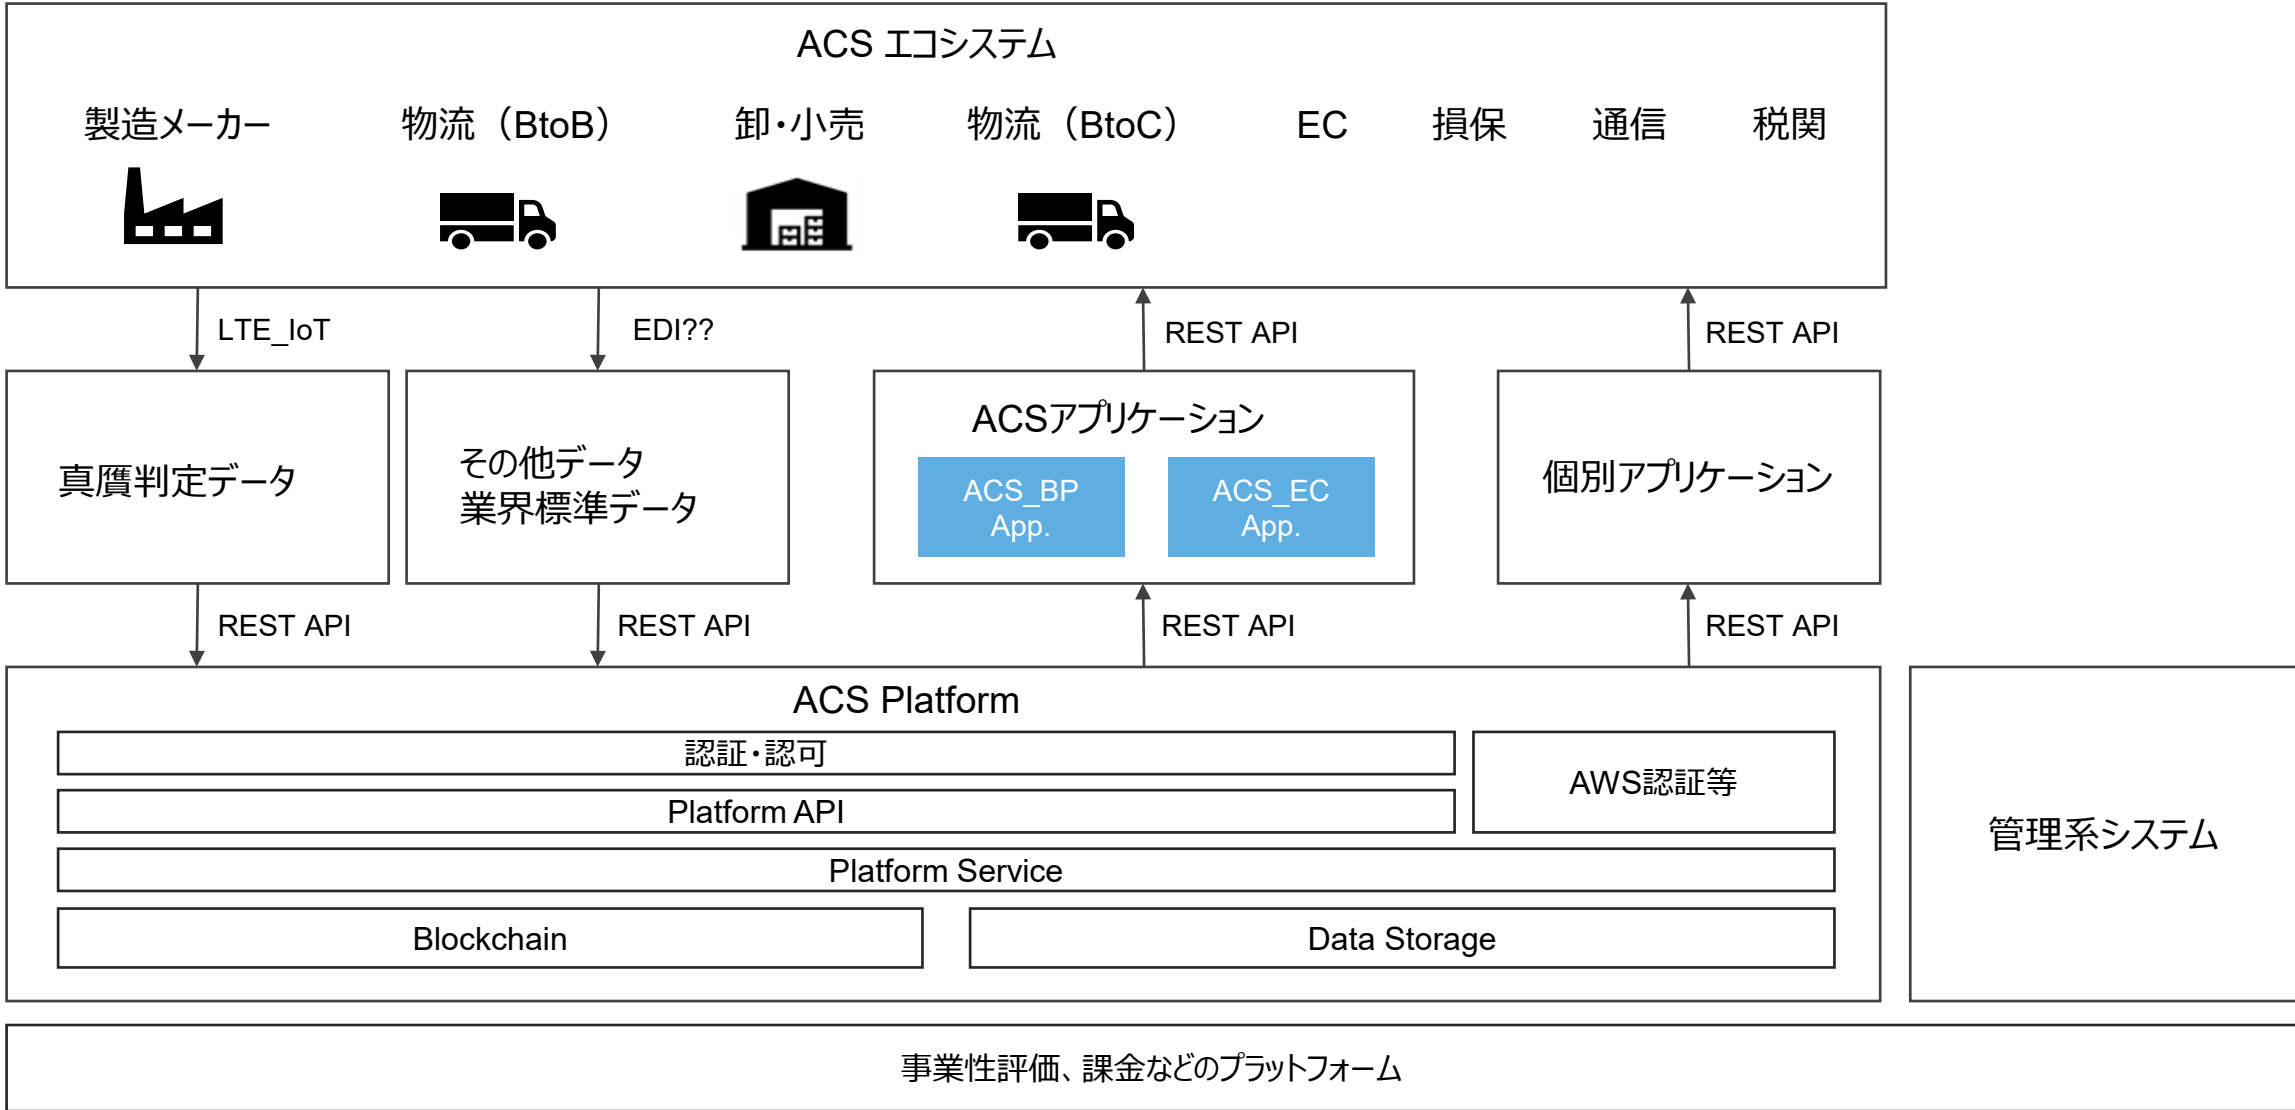 ACS エコシステム
製造メーカー
物流（BtoB）
卸・小売
物流（BtoC）
EC
損保
通信
税関
LTE_IoT
EDI??
REST API
REST API
真贋判定データ
その他データ
業界標準データ
ACSアプリケーション
ACS_BP
App.
ACS_EC
App.
個別アプリケーション
REST API
REST API
REST API
REST API
ACS Platform
認証・認可
AWS認証等
Platform API
Platform Service
Blockchain
Data Storage
管理系システム
事業性評価、課金などのプラットフォーム